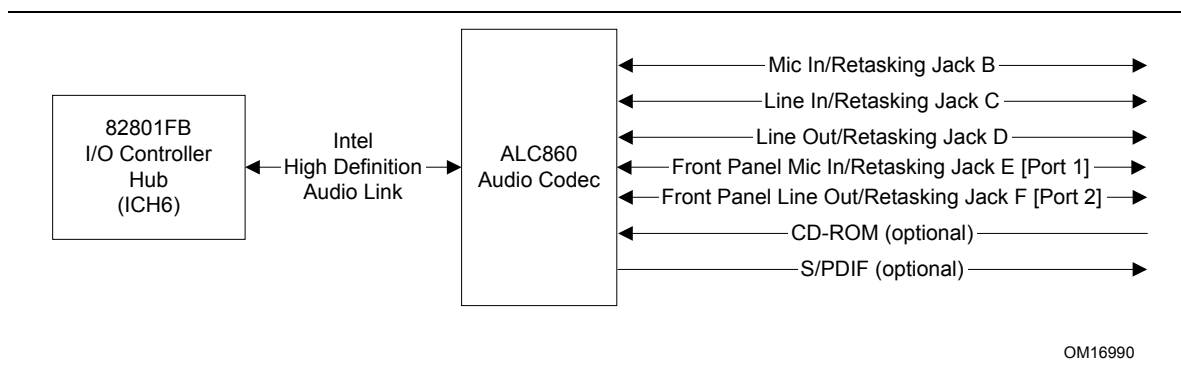 82801FB
I/O Controller
Hub
(ICH6)
Intel
High Definition
Audio Link
ALC860
Audio Codec
Mic In/Retasking Jack B
Line In/Retasking Jack C
Line Out/Retasking Jack D
Front Panel Mic In/Retasking Jack E [Port 1]
Front Panel Line Out/Retasking Jack F [Port 2]
CD-ROM (optional)
S/PDIF (optional)
OM16990